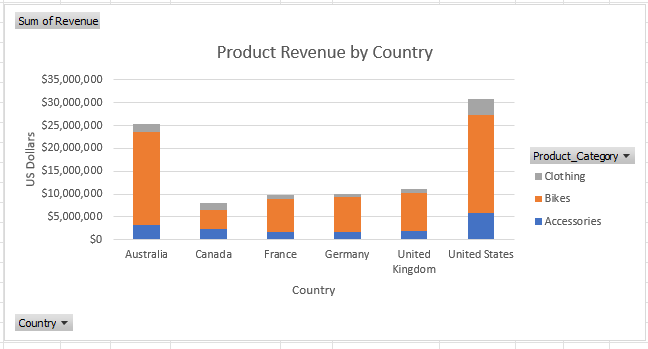 Sum of Revenue
Product Revenue by Country
US Dollars
$35,000,000
$30,000,000
$25,000,000
$20,000,000
$15,000,000
$10,000,000
$5,000,000
$0
Australia
Canada
France
Germany
United
Kingdom
United States
Country
Product_Category
Clothing
Bikes
Accessories
Country